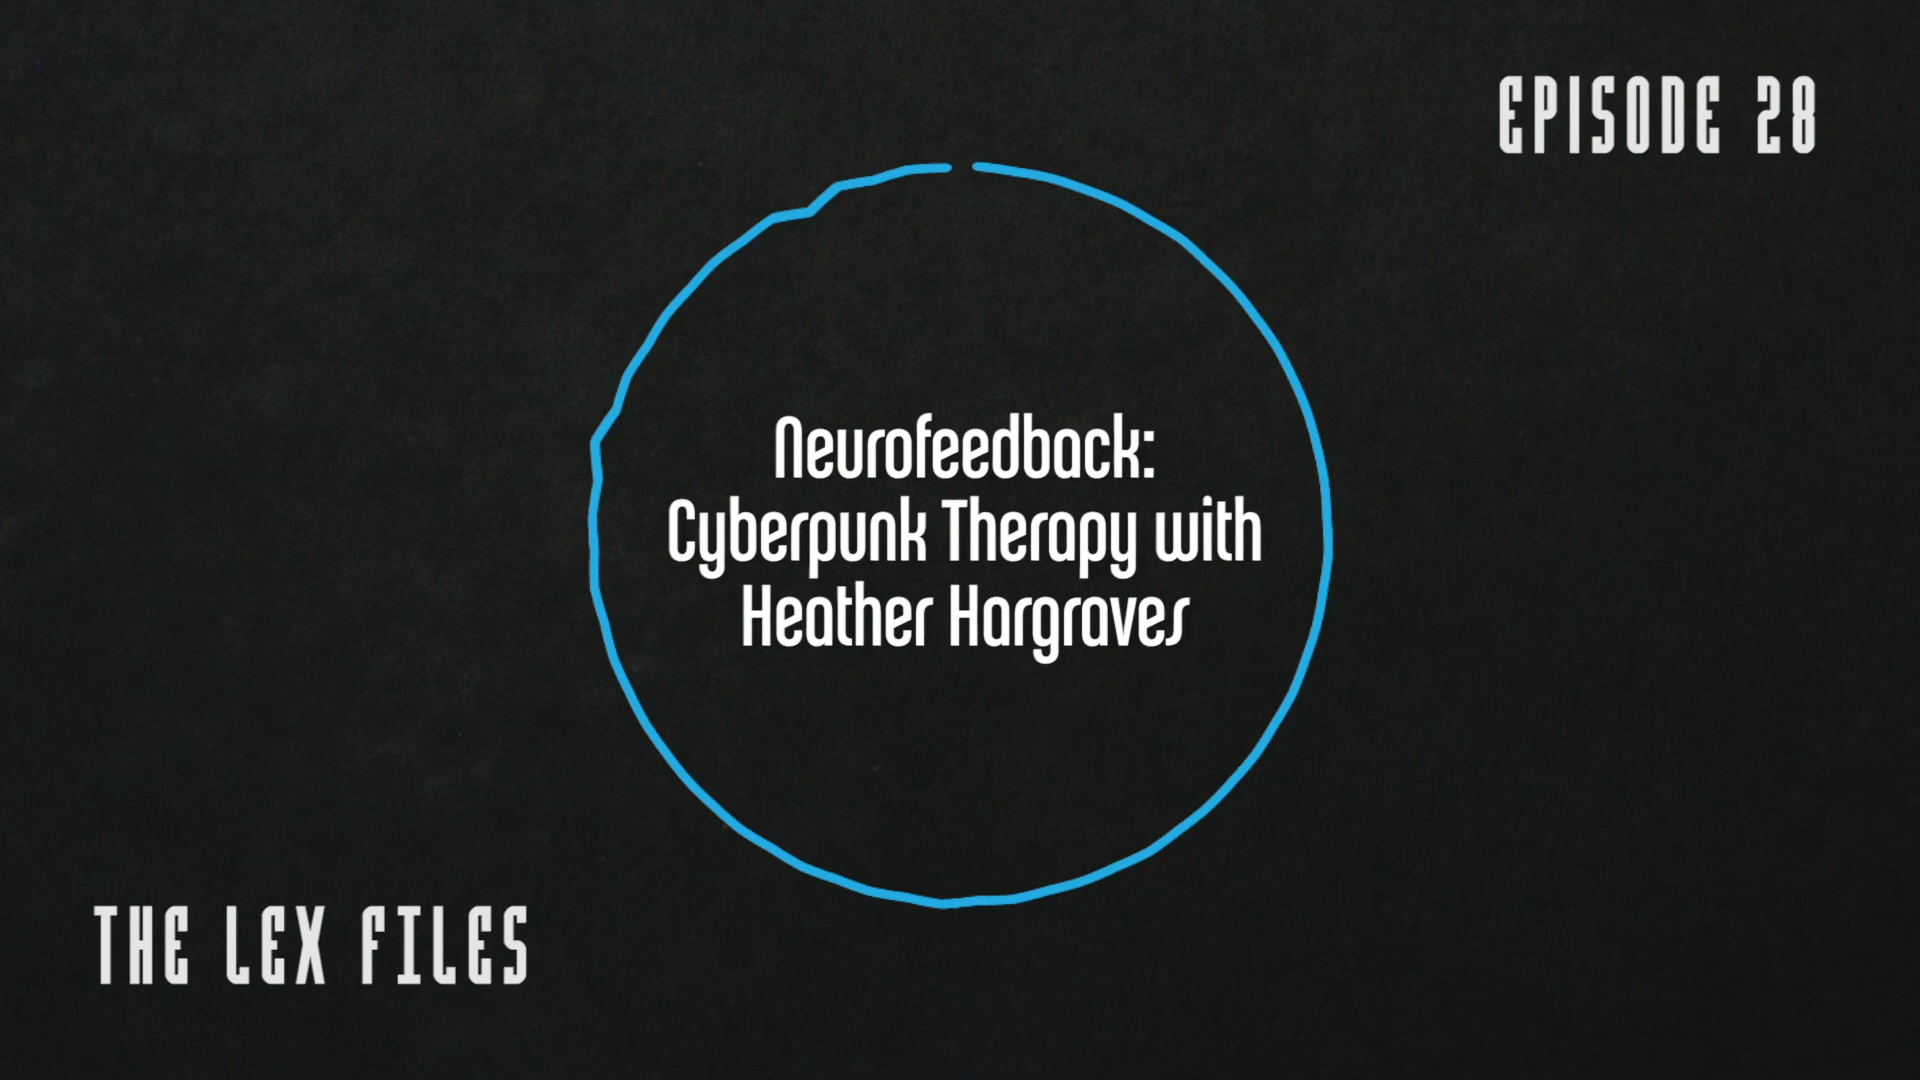 EPISODE 28
Neurofeedback:
Cyberpunk Therapy with
Heather Hargraves
THE LEX FILES